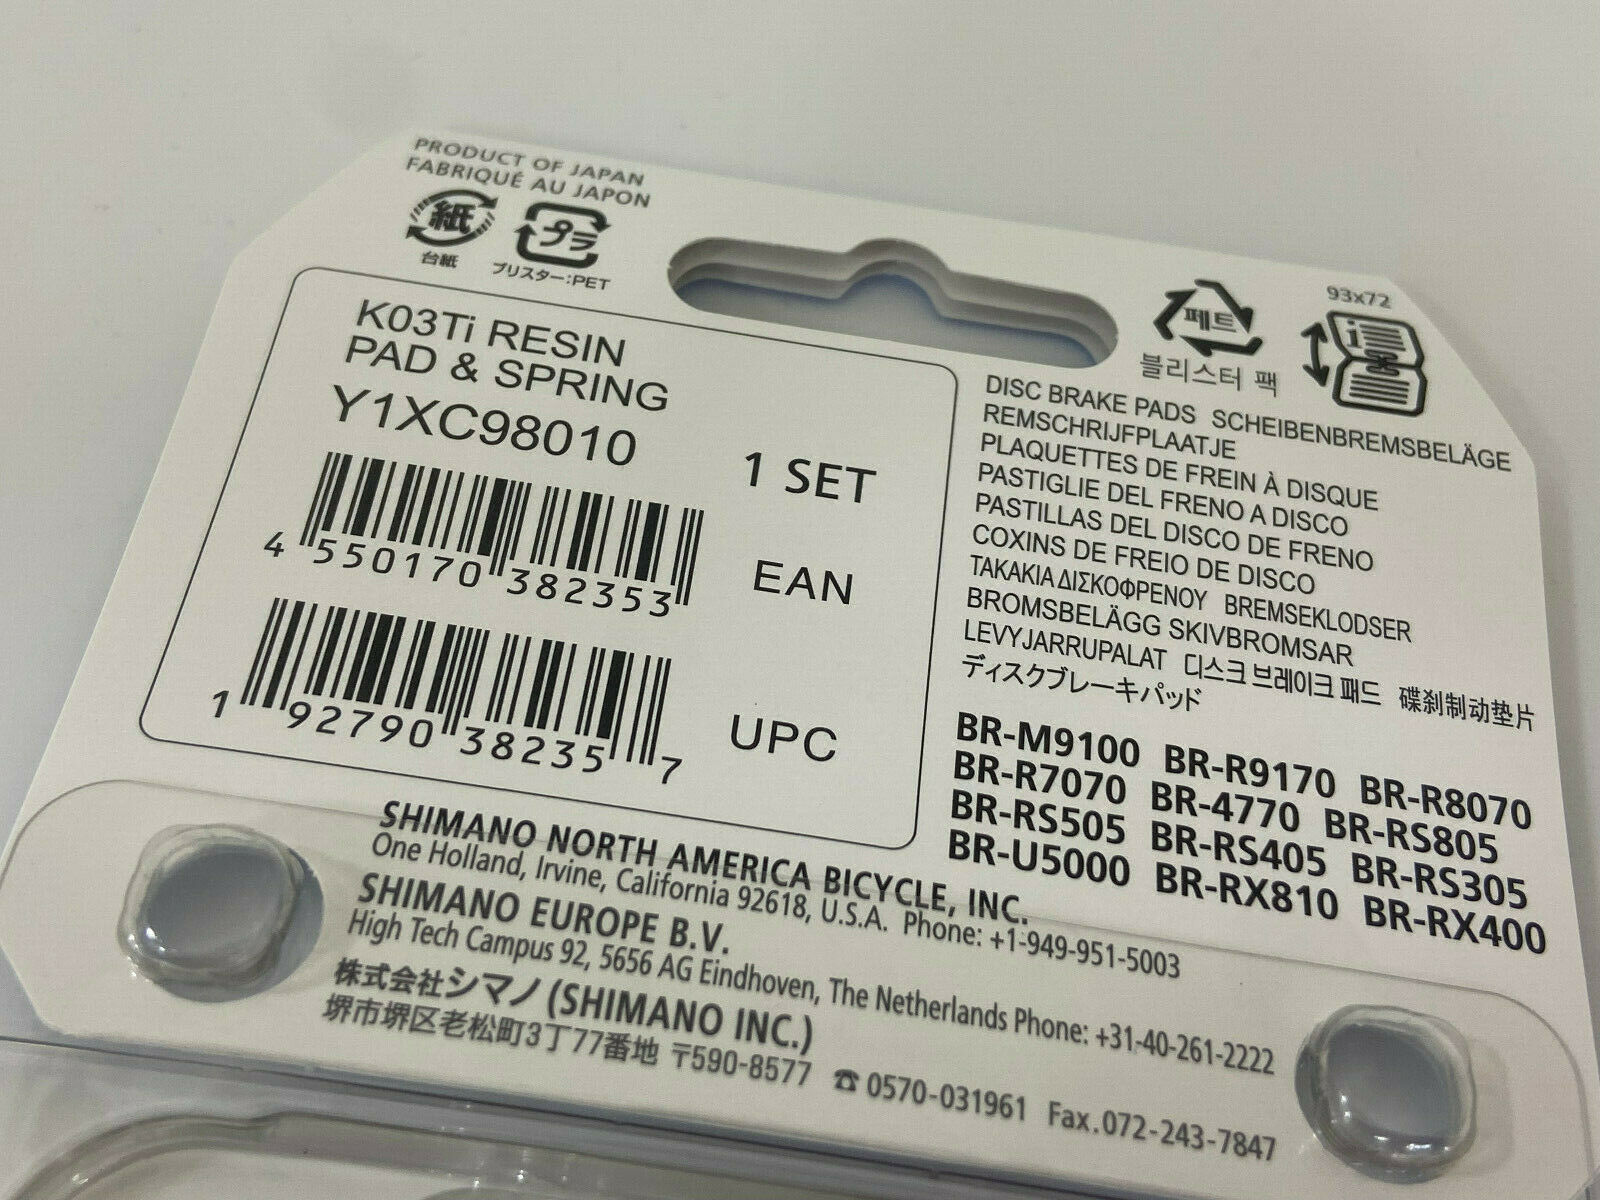 PRODUCT OF JAPAN
FABRIQUÉ AU JAPON
紙
台紙
プラ
ブリスター:PET
K03Ti RESIN
PAD & SPRING
Y1XC98010
1 SET
4 550170 382353
EAN
1 92790 38235 7
UPC
페트
블리스터 팩
93x72
i
DISC BRAKE PADS SCHEIBENBREMSBELÄGE
REMSCHRIJFPLAATJE
PLAQUETTES DE FREIN À DISQUE
PASTIGLIE DEL FRENO A DISCO
PASTILLAS DEL DISCO DE FRENO
COXINS DE FREIO DE DISCO
ΤΑΚΑΚΙΑ ΔΙΣΚΟΦΡΕΝΟΥ BREMSEKLODSER
BROMSBELÄGG SKIVBROMSAR
LEVYJARRUPALAT 디스크 브레이크 패드 碟刹制动垫片
ディスクブレーキパッド
BR-M9100 BR-R9170 BR-R8070
BR-R7070 BR-4770 BR-RS805
BR-RS505 BR-RS405 BR-RS305
BR-U5000 BR-RX810 BR-RX400
SHIMANO NORTH AMERICA BICYCLE, INC.
One Holland, Irvine, California 92618, U.S.A. Phone: +1-949-951-5003
SHIMANO EUROPE B.V.
High Tech Campus 92, 5656 AG Eindhoven, The Netherlands Phone: +31-40-261-2222
株式会社シマノ (SHIMANO INC.)
堺市堺区老松町3丁77番地 〒590-8577 ☎ 0570-031961 Fax.072-243-7847